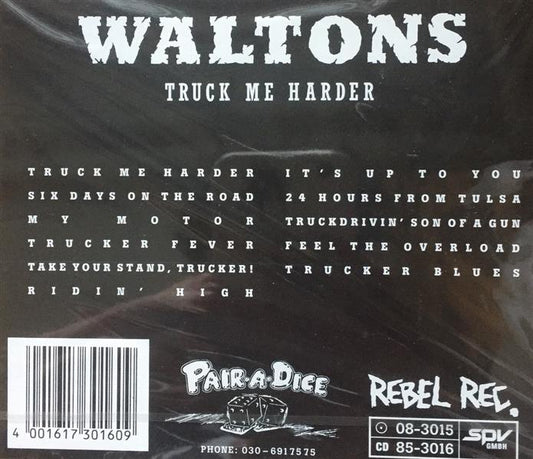 WALTONS
TRUCK ME HARDER
TRUCK ME HARDER
SIX DAYS ON THE ROAD
MY MOTOR
TRUCKER FEVER
TAKE YOUR STAND, TRUCKER!
RIDIN' HIGH
IT'S UP TO YOU
24 HOURS FROM TULSA
TRUCKDRIVIN' SON OF A GUN
FEEL THE OVERLOAD
TRUCKER BLUES
4 001617 301609
PAIR-A-DICE
PHONE: 030-6917575
REBEL REC.
08-3015
CD 85-3016
SPV
GMBH